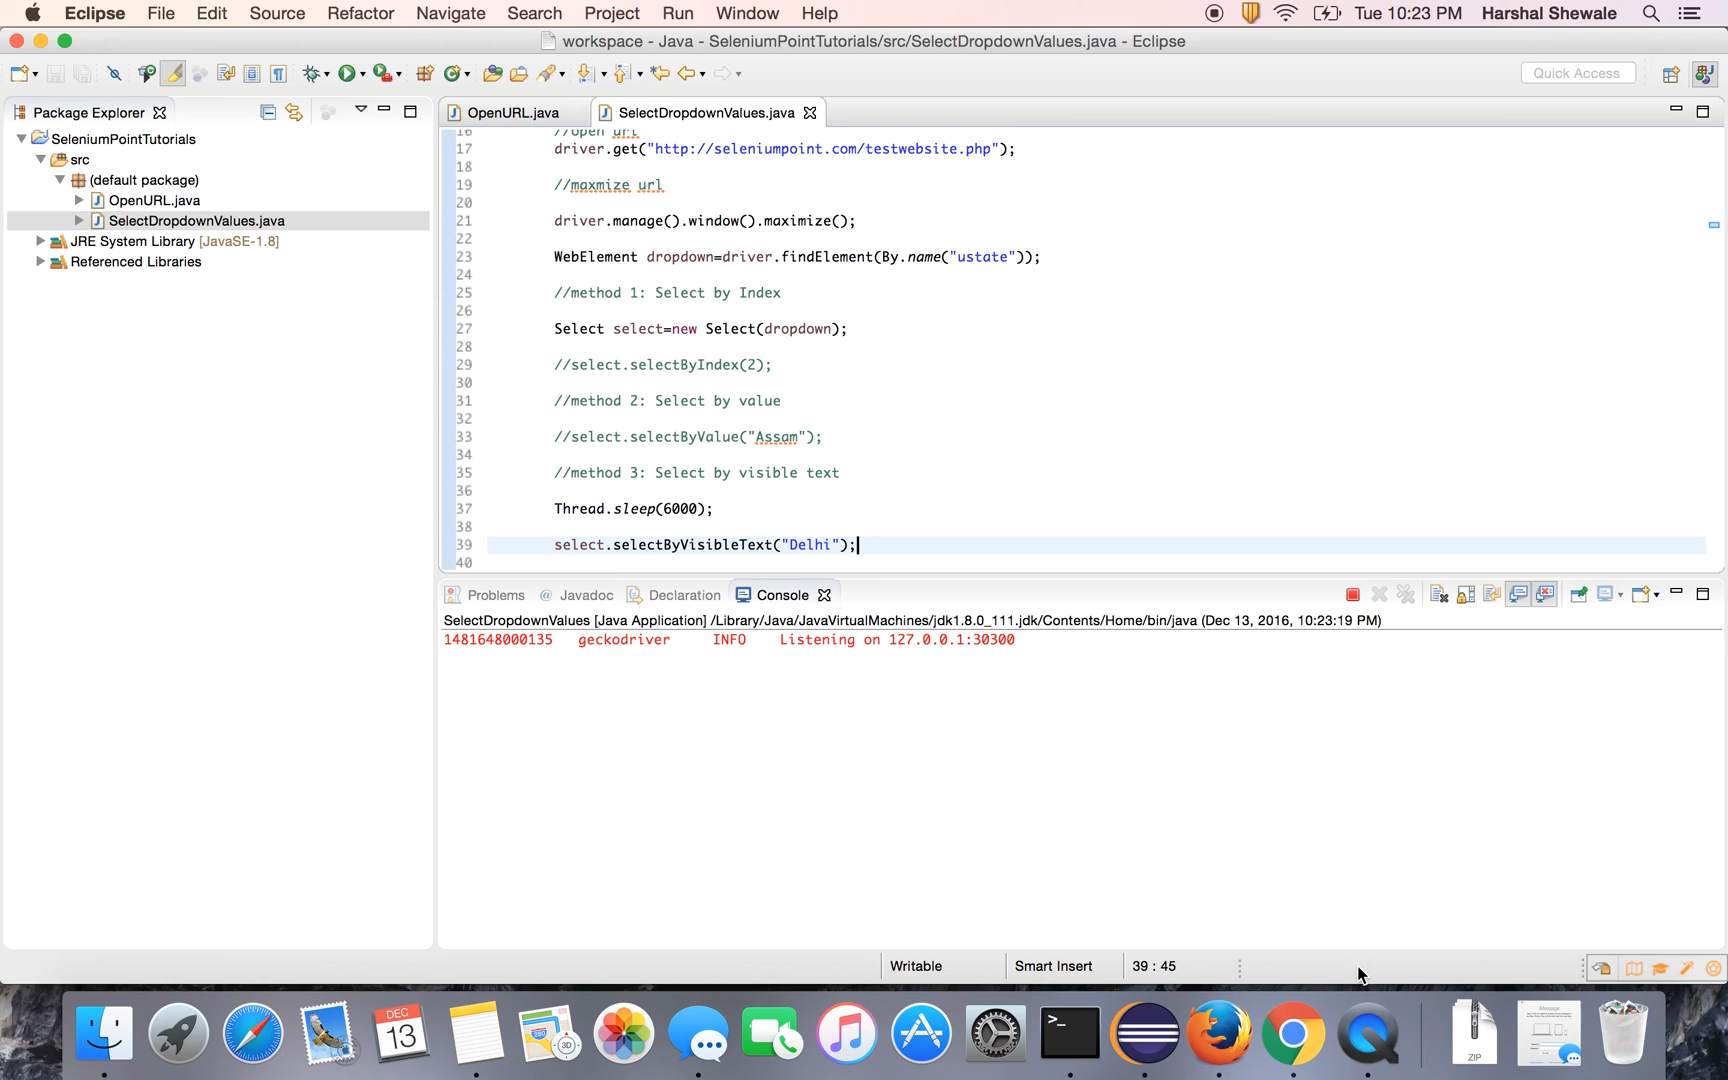 Eclipse File Edit Source Refactor Navigate Search Project Run Window Help Tue 10:23 PM Harshal Shewale
workspace - Java - SeleniumPointTutorials/src/SelectDropdownValues.java - Eclipse
Quick Access
Package Explorer
SeleniumPointTutorials
src
(default package)
OpenURL.java
SelectDropdownValues.java
JRE System Library [JavaSE-1.8]
Referenced Libraries
OpenURL.java SelectDropdownValues.java
16 //open url
17 driver.get("http://seleniumpoint.com/testwebsite.php");
18
19 //maxmize url
20
21 driver.manage().window().maximize();
22
23 WebElement dropdown=driver.findElement(By.name("ustate"));
24
25 //method 1: Select by Index
26
27 Select select=new Select(dropdown);
28
29 //select.selectByIndex(2);
30
31 //method 2: Select by value
32
33 //select.selectByValue("Assam");
34
35 //method 3: Select by visible text
36
37 Thread.sleep(6000);
38
39 select.selectByVisibleText("Delhi");
40
Problems @ Javadoc Declaration Console
SelectDropdownValues [Java Application] /Library/Java/JavaVirtualMachines/jdk1.8.0_111.jdk/Contents/Home/bin/java (Dec 13, 2016, 10:23:19 PM)
1481648000135 geckodriver INFO Listening on 127.0.0.1:30300
Writable Smart Insert 39 : 45
DEC
13
280
3D
>_
ZIP